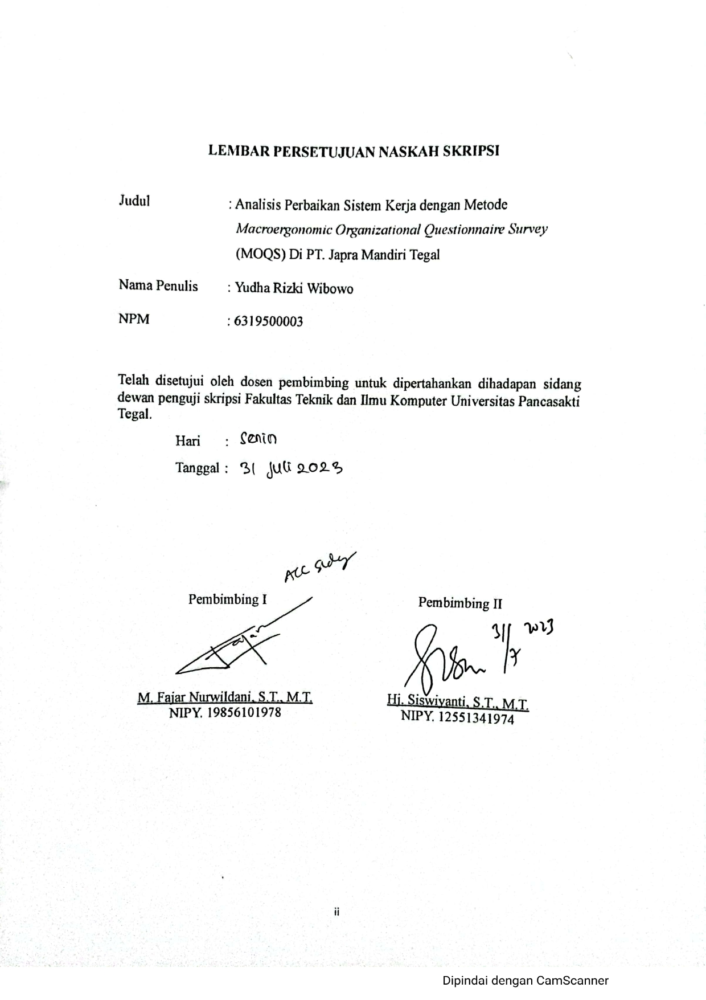 LEMBAR PERSETUJUAN NASKAH SKRIPSI
Judul : Analisis Perbaikan Sistem Kerja dengan Metode
Macroergonomic Organizational Questionnaire Survey
(MOQS) Di PT. Japra Mandiri Tegal
Nama Penulis : Yudha Rizki Wibowo
NPM : 6319500003
Telah disetujui oleh dosen pembimbing untuk dipertahankan dihadapan sidang
dewan penguji skripsi Fakultas Teknik dan Ilmu Komputer Universitas Pancasakti
Tegal.
Hari : Senin
Tanggal : 31 Juli 2023
ACC
Pembimbing I Pembimbing II
31/7 2023
M. Fajar Nurwildani, S.T., M.T. Hj. Siswiyanti, S.T., M.T.
NIPY. 19856101978 NIPY. 12551341974
ii
Dipindai dengan CamScanner